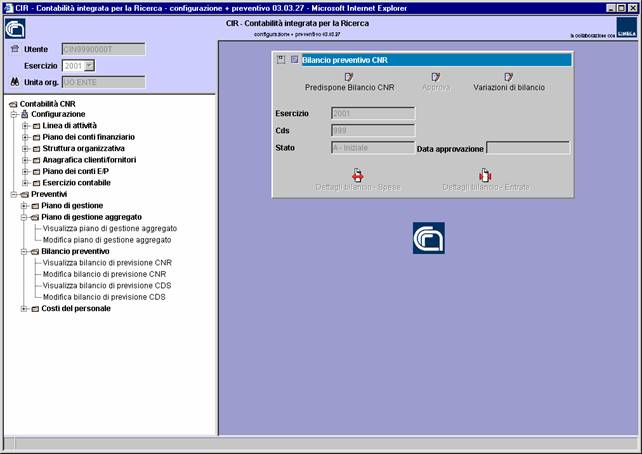 CIR - Contabilità integrata per la Ricerca - configurazione + preventivo 03.03.27 - Microsoft Internet Explorer
CIR - Contabilità integrata per la Ricerca
configurazione + preventivo 03.03.27
in collaborazione con CINECA
Utente CIN9990000T
Esercizio 2001
Unita org. UO ENTE
Contabilità CNR
Configurazione
Linea di attività
Piano dei conti finanziario
Struttura organizzativa
Anagrafica clienti/fornitori
Piano dei conti E/P
Esercizio contabile
Preventivi
Piano di gestione
Piano di gestione aggregato
Visualizza piano di gestione aggregato
Modifica piano di gestione aggregato
Bilancio preventivo
Visualizza bilancio di previsione CNR
Modifica bilancio di previsione CNR
Visualizza bilancio di previsione CDS
Modifica bilancio di previsione CDS
Costi del personale
Bilancio preventivo CNR
Predispone Bilancio CNR Approva Variazioni di bilancio
Esercizio 2001
Cds 999
Stato A - Iniziale Data approvazione
Dettagli bilancio - Spese Dettagli bilancio - Entrate